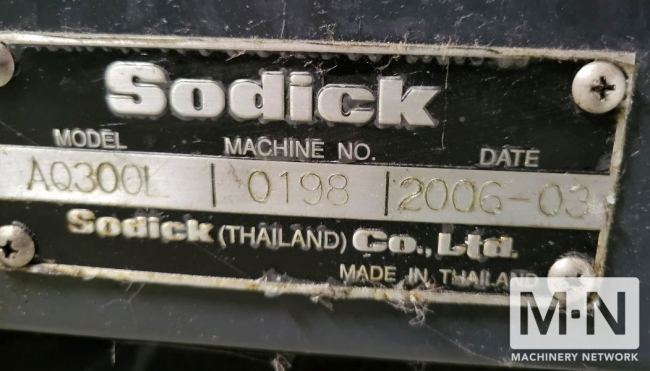 Sodick
MODEL MACHINE NO. DATE
AQ300L 0198 2006-03
Sodick (THAILAND) Co., Ltd.
MADE IN THAILAND
M·N
MACHINERY NETWORK